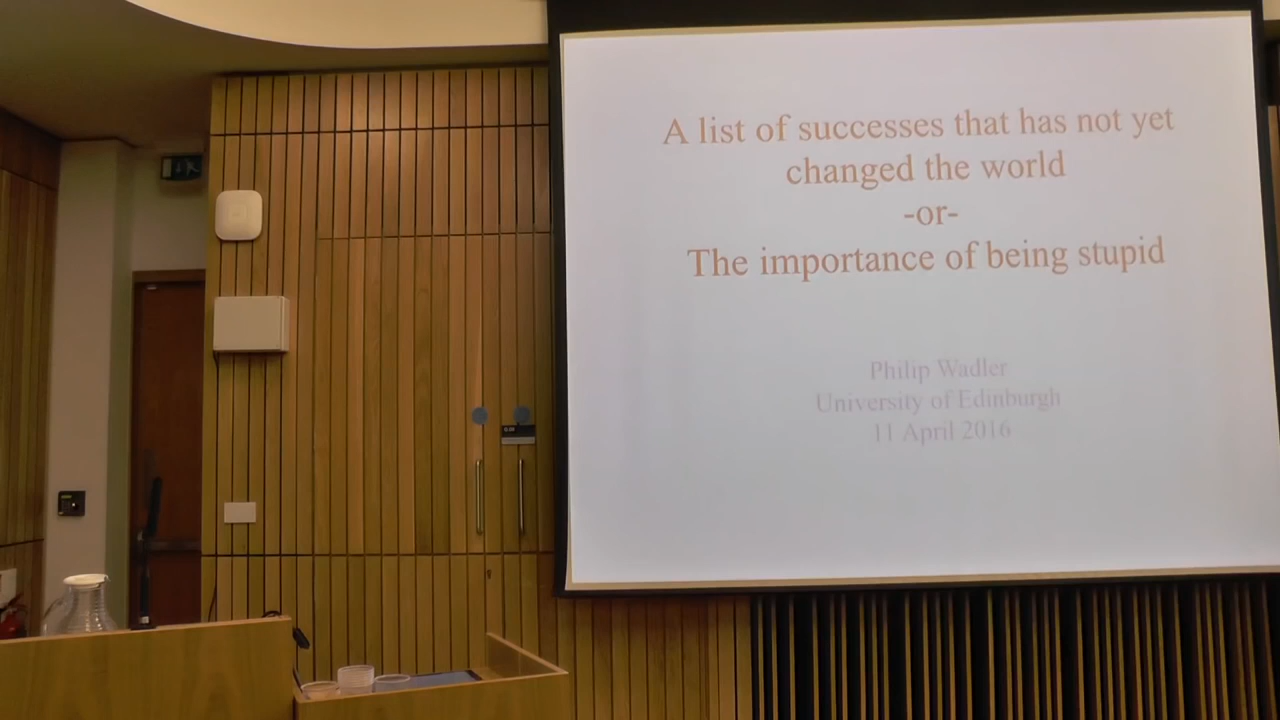 A list of successes that has not yet
changed the world
-or-
The importance of being stupid
Philip Wadler
University of Edinburgh
11 April 2016